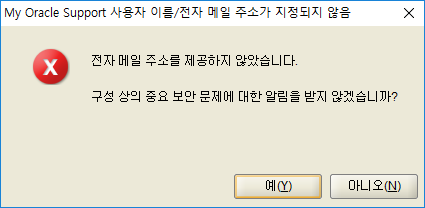 My Oracle Support 사용자 이름/전자 메일 주소가 지정되지 않음
전자 메일 주소를 제공하지 않았습니다.
구성 상의 중요 보안 문제에 대한 알림을 받지 않겠습니까?
예(Y) 아니오(N)